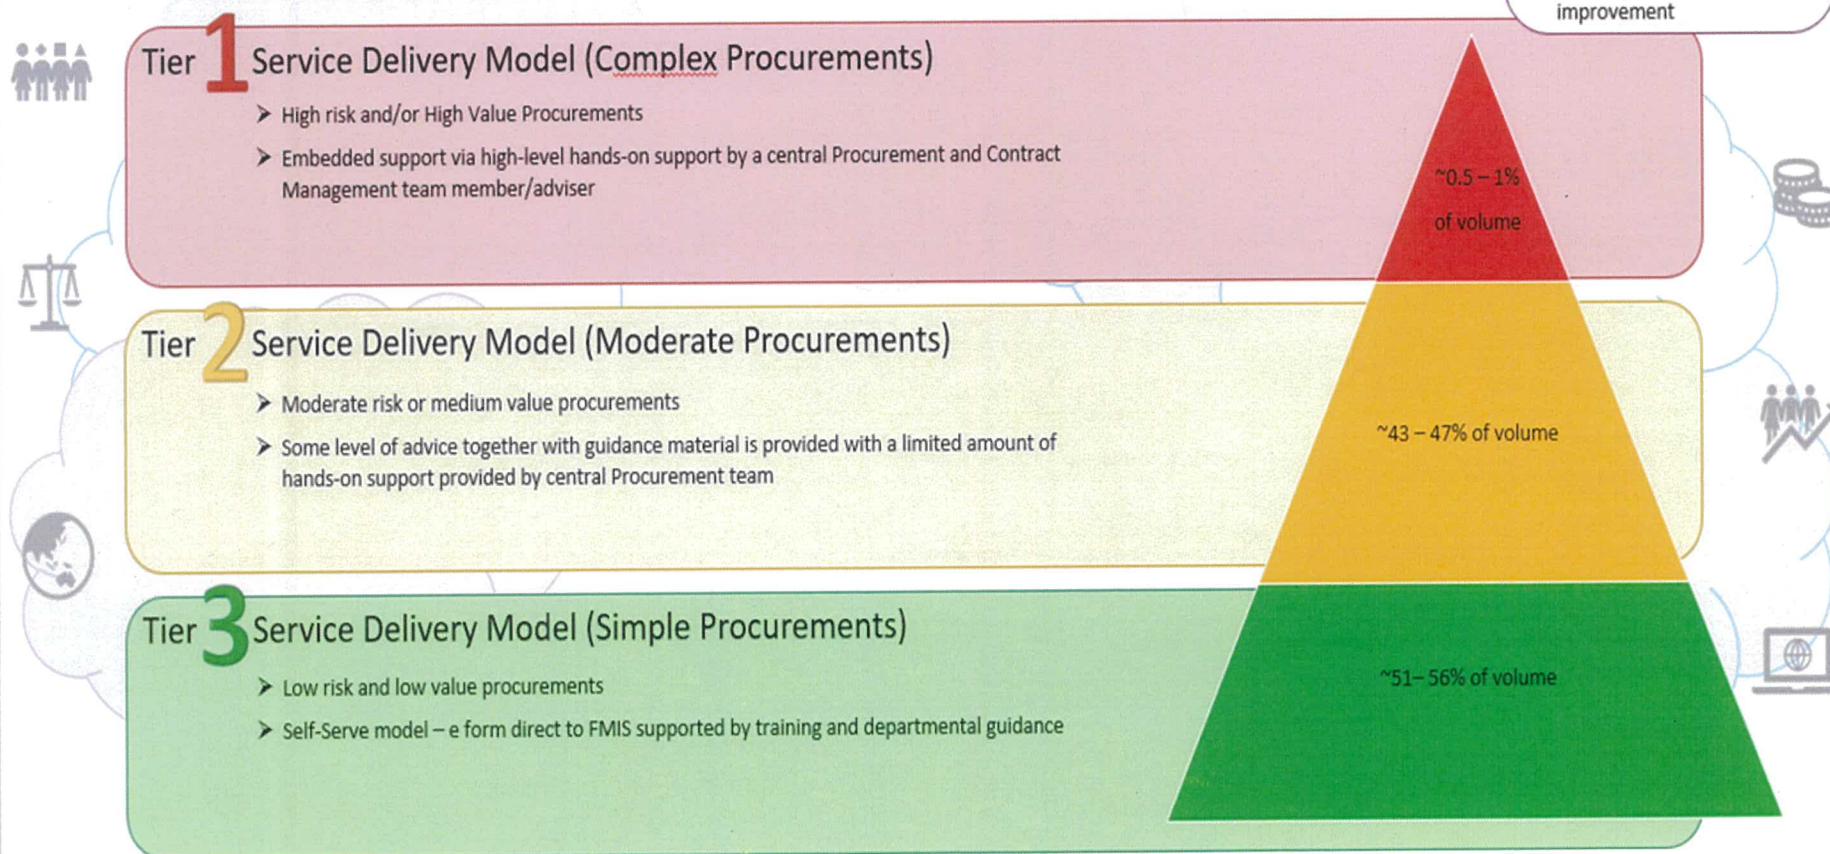 improvement
Tier 1 Service Delivery Model (Complex Procurements)
➤ High risk and/or High Value Procurements
➤ Embedded support via high-level hands-on support by a central Procurement and Contract
Management team member/adviser
~0.5 – 1%
of volume
Tier 2 Service Delivery Model (Moderate Procurements)
➤ Moderate risk or medium value procurements
➤ Some level of advice together with guidance material is provided with a limited amount of
hands-on support provided by central Procurement team
~43 – 47% of volume
Tier 3 Service Delivery Model (Simple Procurements)
➤ Low risk and low value procurements
➤ Self-Serve model – e form direct to FMIS supported by training and departmental guidance
~51– 56% of volume